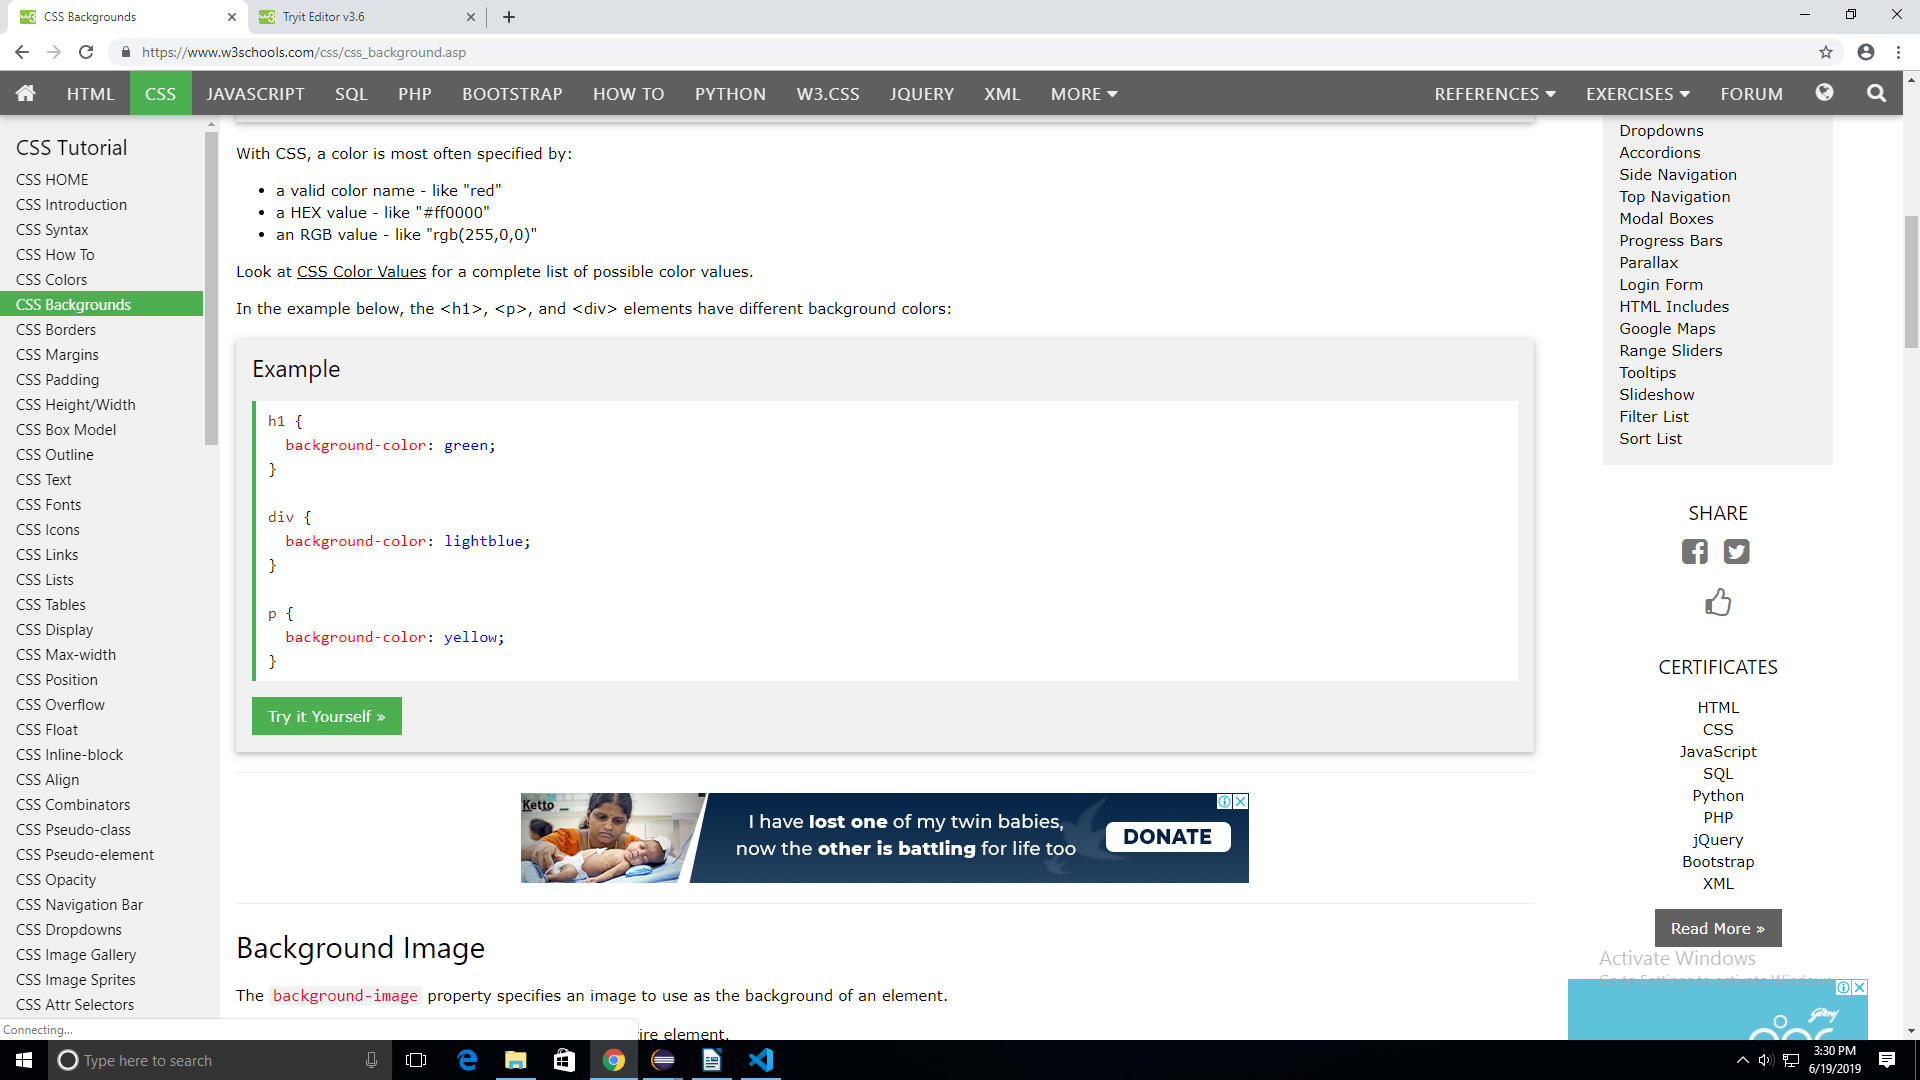 CSS Backgrounds
Tryit Editor v3.6
https://www.w3schools.com/css/css_background.asp
HTML CSS JAVASCRIPT SQL PHP BOOTSTRAP HOW TO PYTHON W3.CSS JQUERY XML MORE REFERENCES EXERCISES FORUM
CSS Tutorial
CSS HOME
CSS Introduction
CSS Syntax
CSS How To
CSS Colors
CSS Backgrounds
CSS Borders
CSS Margins
CSS Padding
CSS Height/Width
CSS Box Model
CSS Outline
CSS Text
CSS Fonts
CSS Icons
CSS Links
CSS Lists
CSS Tables
CSS Display
CSS Max-width
CSS Position
CSS Overflow
CSS Float
CSS Inline-block
CSS Align
CSS Combinators
CSS Pseudo-class
CSS Pseudo-element
CSS Opacity
CSS Navigation Bar
CSS Dropdowns
CSS Image Gallery
CSS Image Sprites
CSS Attr Selectors
Connecting...
With CSS, a color is most often specified by:
• a valid color name - like "red"
• a HEX value - like "#ff0000"
• an RGB value - like "rgb(255,0,0)"
Look at CSS Color Values for a complete list of possible color values.
In the example below, the <h1>, <p>, and <div> elements have different background colors:
Example
h1 {
background-color: green;
}
div {
background-color: lightblue;
}
p {
background-color: yellow;
}
Try it Yourself »
Ketto
I have lost one of my twin babies,
now the other is battling for life too
DONATE
Background Image
The background-image property specifies an image to use as the background of an element.
ire element.
Dropdowns
Accordions
Side Navigation
Top Navigation
Modal Boxes
Progress Bars
Parallax
Login Form
HTML Includes
Google Maps
Range Sliders
Tooltips
Slideshow
Filter List
Sort List
SHARE
CERTIFICATES
HTML
CSS
JavaScript
SQL
Python
PHP
jQuery
Bootstrap
XML
Read More »
Activate Windows
Go to Settings to activate Windows.
Godrej
Type here to search
3:30 PM
6/19/2019